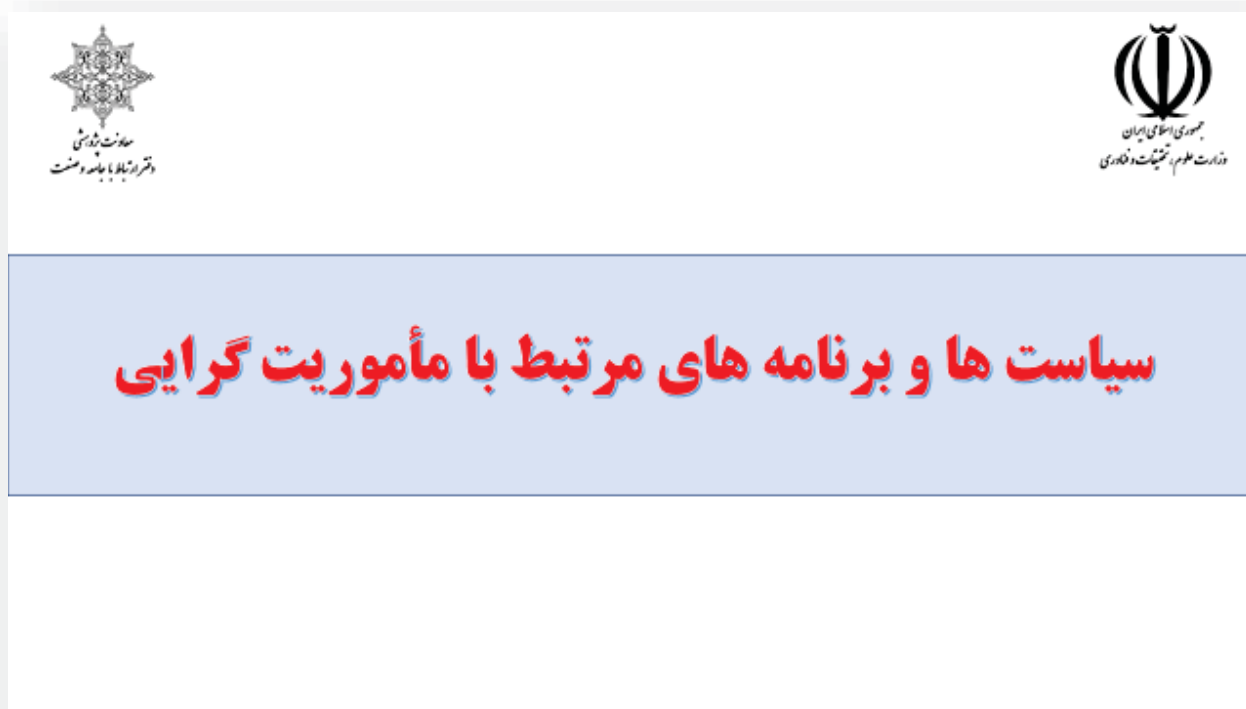 جمهوری اسلامی ایران
وزارت علوم، تحقیقات و فناوری
معاونت پژوهشی
دفتر ارتباط با جامعه و صنعت
سیاست ها و برنامه های مرتبط با مأموریت گرایی